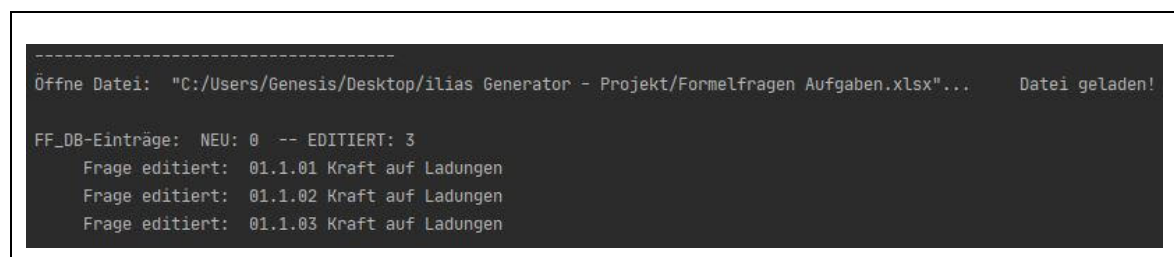 -------------------------------------
Öffne Datei:  "C:/Users/Genesis/Desktop/ilias Generator - Projekt/Formelfragen Aufgaben.xlsx"...     Datei geladen!
FF_DB-Einträge:  NEU: 0  -- EDITIERT: 3
Frage editiert:  01.1.01 Kraft auf Ladungen
Frage editiert:  01.1.02 Kraft auf Ladungen
Frage editiert:  01.1.03 Kraft auf Ladungen